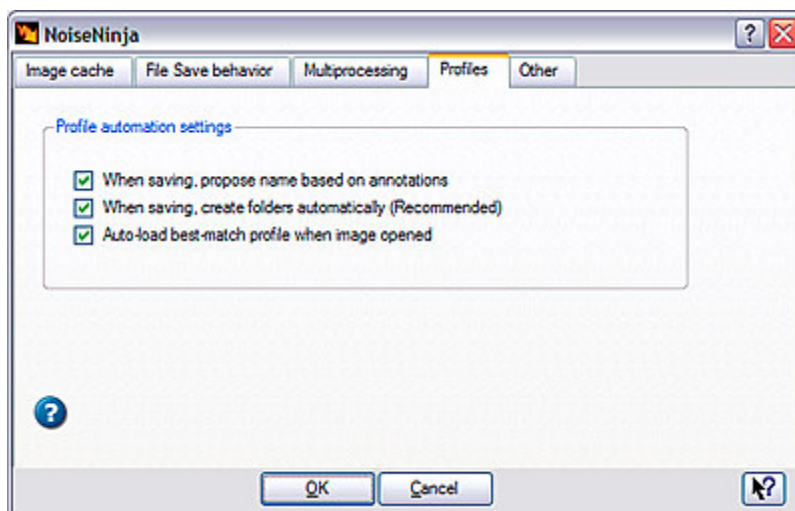 NoiseNinja ?
Image cache File Save behavior Multiprocessing Profiles Other
Profile automation settings
When saving, propose name based on annotations
When saving, create folders automatically (Recommended)
Auto-load best-match profile when image opened
?
OK Cancel ?